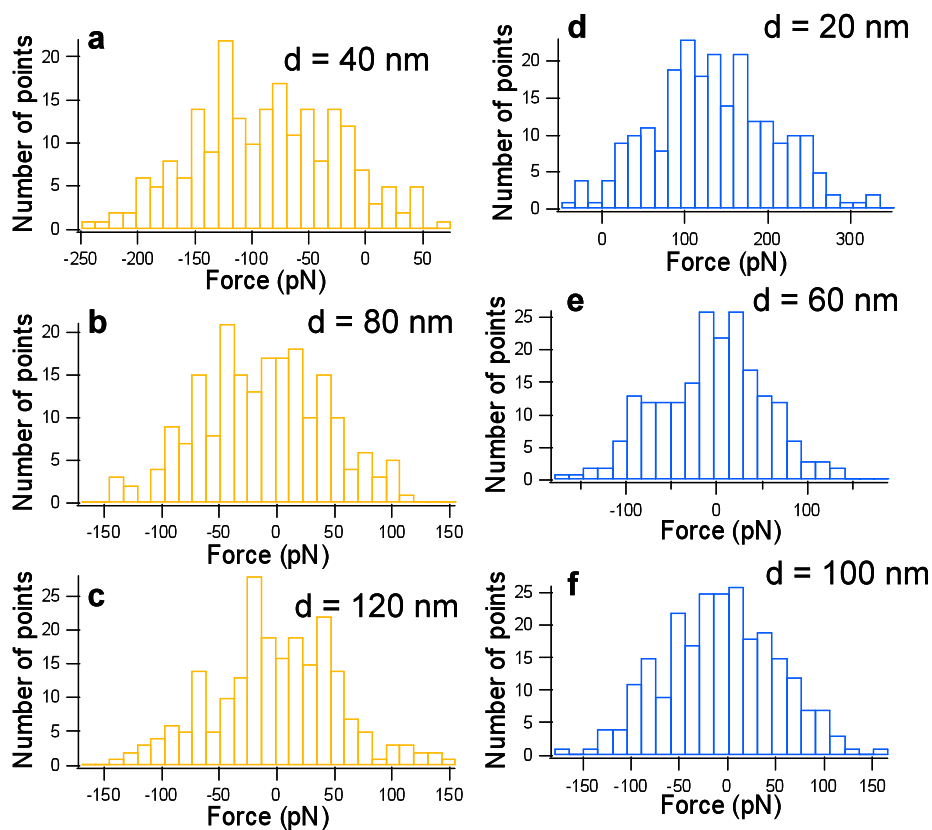 a
d = 40 nm
Number of points
20
15
10
5
0
-250 -200 -150 -100 -50 0 50
Force (pN)
d
d = 20 nm
Number of points
20
15
10
5
0
0 100 200 300
Force (pN)
b
d = 80 nm
Number of points
20
15
10
5
0
-150 -100 -50 0 50 100 150
Force (pN)
e
d = 60 nm
Number of points
25
20
15
10
5
0
-100 0 100
Force (pN)
c
d = 120 nm
Number of points
25
20
15
10
5
0
-150 -100 -50 0 50 100 150
Force (pN)
f
d = 100 nm
Number of points
25
20
15
10
5
0
-150 -100 -50 0 50 100 150
Force (pN)